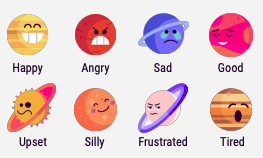 Happy Angry Sad Good
Upset Silly Frustrated Tired